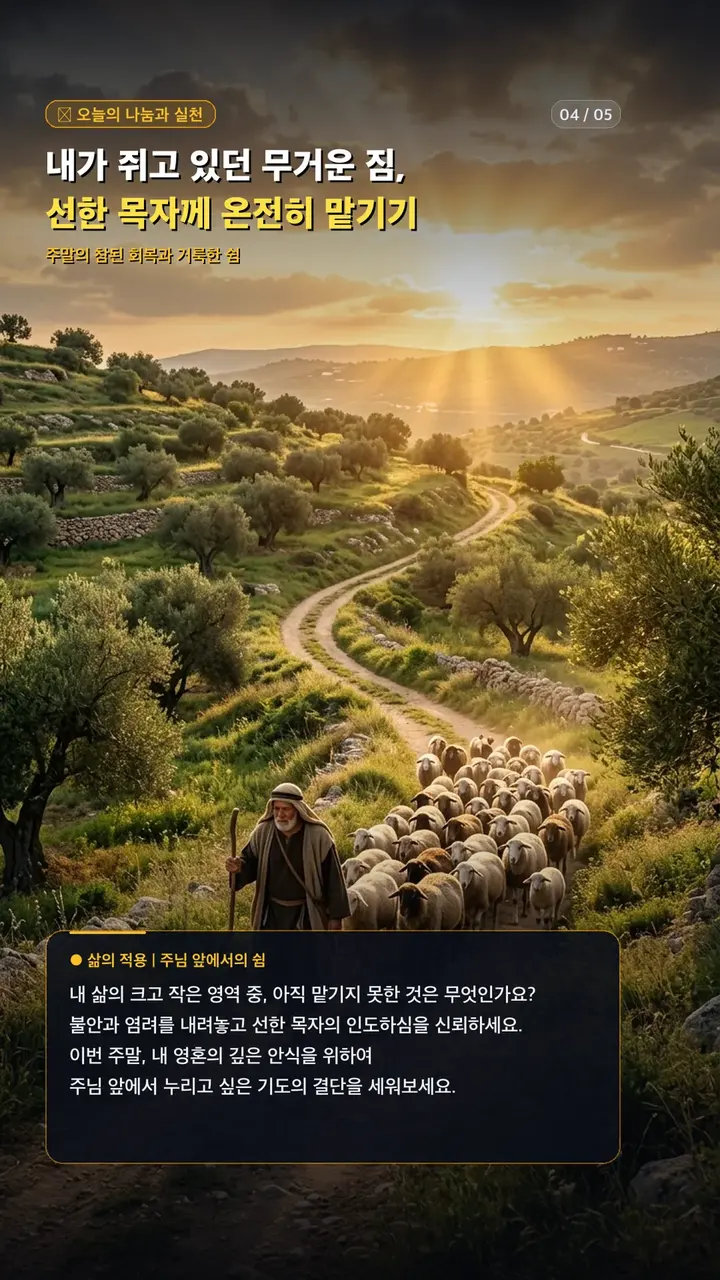 오늘의 나눔과 실천
04 / 05
내가 쥐고 있던 무거운 짐,
선한 목자께 온전히 맡기기
주말의 참된 회복과 거룩한 쉼
● 삶의 적용 | 주님 앞에서의 쉼
내 삶의 크고 작은 영역 중, 아직 맡기지 못한 것은 무엇인가요?
불안과 염려를 내려놓고 선한 목자의 인도하심을 신뢰하세요.
이번 주말, 내 영혼의 깊은 안식을 위하여
주님 앞에서 누리고 싶은 기도의 결단을 세워보세요.